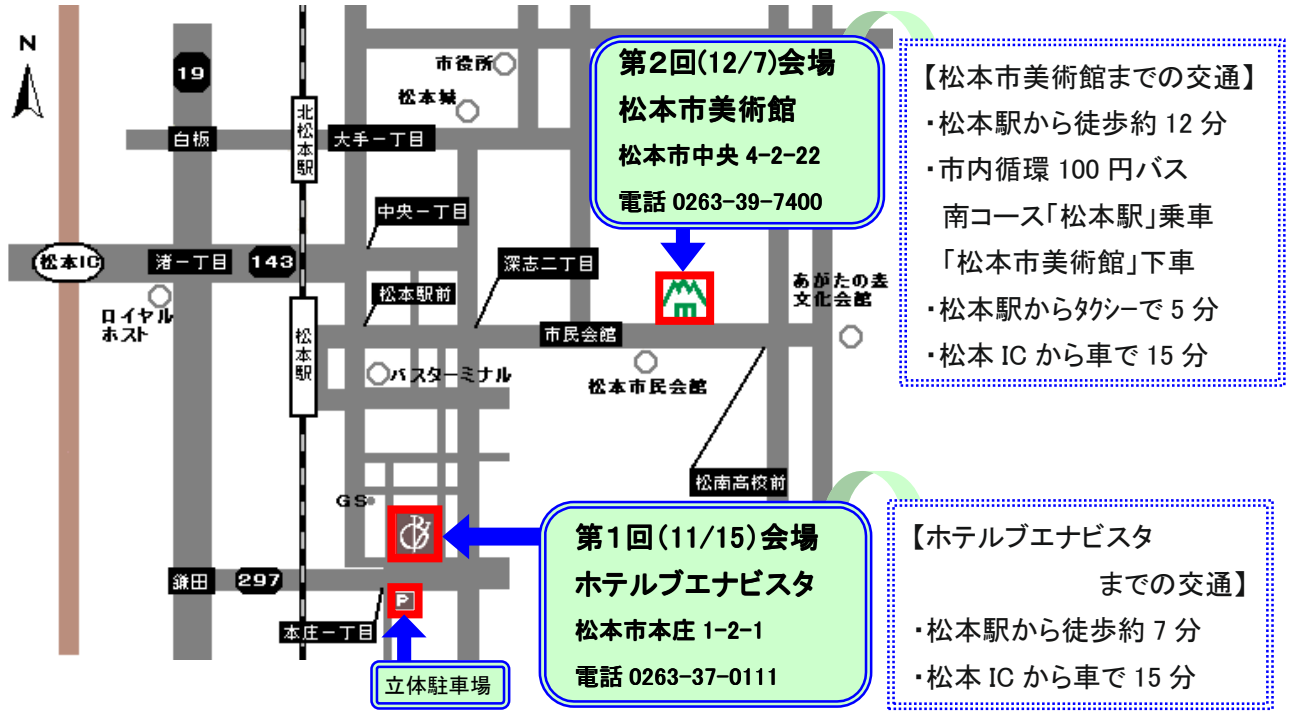 N
19
白板
北松本駅
大手一丁目
市役所
松本城
中央一丁目
松本IC
渚一丁目
143
深志二丁目
ロイヤル
ホスト
松本駅前
松本駅
市民会館
バスターミナル
松本市民会館
あがたの森
文化会館
松南高校前
GS
鎌田
297
P
本庄一丁目
立体駐車場
第2回(12/7)会場
松本市美術館
松本市中央 4-2-22
電話 0263-39-7400
【松本市美術館までの交通】
・松本駅から徒歩約 12 分
・市内循環 100 円バス
南コース「松本駅」乗車
「松本市美術館」下車
・松本駅からタクシーで 5 分
・松本 IC から車で 15 分
第1回(11/15)会場
ホテルブエナビスタ
松本市本庄 1-2-1
電話 0263-37-0111
【ホテルブエナビスタ
までの交通】
・松本駅から徒歩約 7 分
・松本 IC から車で 15 分